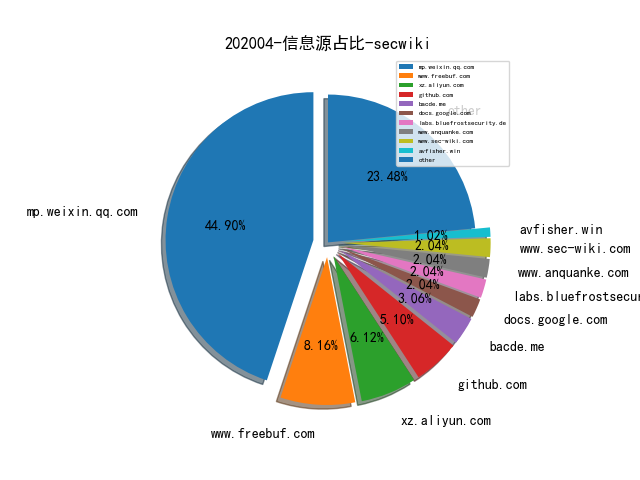 202004-信息源占比-secwiki
mp.weixin.qq.com
www.freebuf.com
xz.aliyun.com
github.com
bacde.me
docs.google.com
labs.bluefrostsecurity.de
www.anquanke.com
www.sec-wiki.com
avfisher.win
other
other
23.48%
44.90%
mp.weixin.qq.com
1.02%
avfisher.win
2.04%
www.sec-wiki.com
2.04%
www.anquanke.com
2.04%
labs.bluefrostsecur
2.04%
docs.google.com
3.06%
bacde.me
5.10%
github.com
6.12%
xz.aliyun.com
8.16%
www.freebuf.com